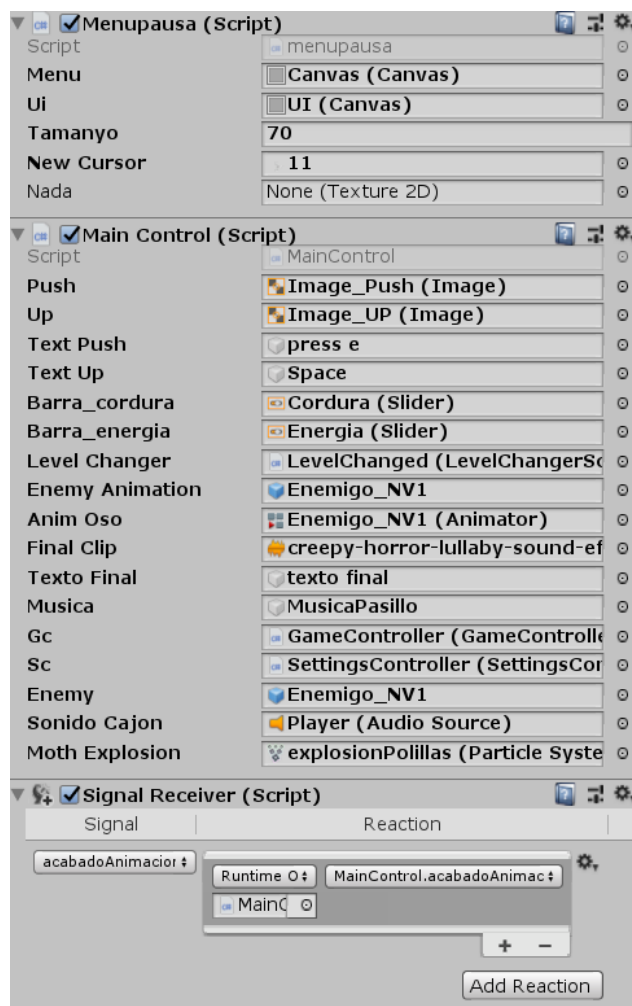 Menupausa (Script)
Script menupausa
Menu Canvas (Canvas)
Ui UI (Canvas)
Tamanyo 70
New Cursor 11
Nada None (Texture 2D)
Main Control (Script)
Script MainControl
Push Image_Push (Image)
Up Image_UP (Image)
Text Push press e
Text Up Space
Barra_cordura Cordura (Slider)
Barra_energia Energia (Slider)
Level Changer LevelChanged (LevelChangerSc
Enemy Animation Enemigo_NV1
Anim Oso Enemigo_NV1 (Animator)
Final Clip creepy-horror-lullaby-sound-ef
Texto Final texto final
Musica MusicaPasillo
Gc GameController (GameControlle
Sc SettingsController (SettingsCor
Enemy Enemigo_NV1
Sonido Cajon Player (Audio Source)
Moth Explosion explosionPolillas (Particle Syste
Signal Receiver (Script)
Signal Reaction
acabadoAnimacior Runtime O MainControl.acabadoAnimac
MainC
+ −
Add Reaction